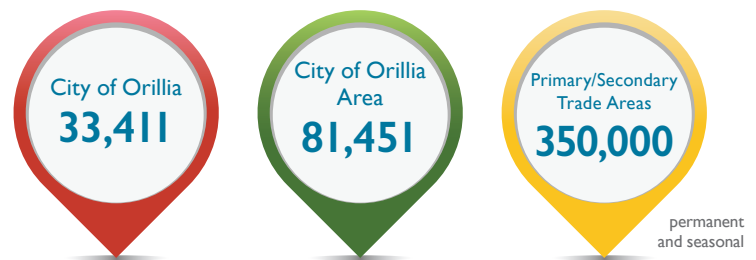 City of Orillia
33,411
City of Orillia
Area
81,451
Primary/Secondary
Trade Areas
350,000
permanent
and seasonal